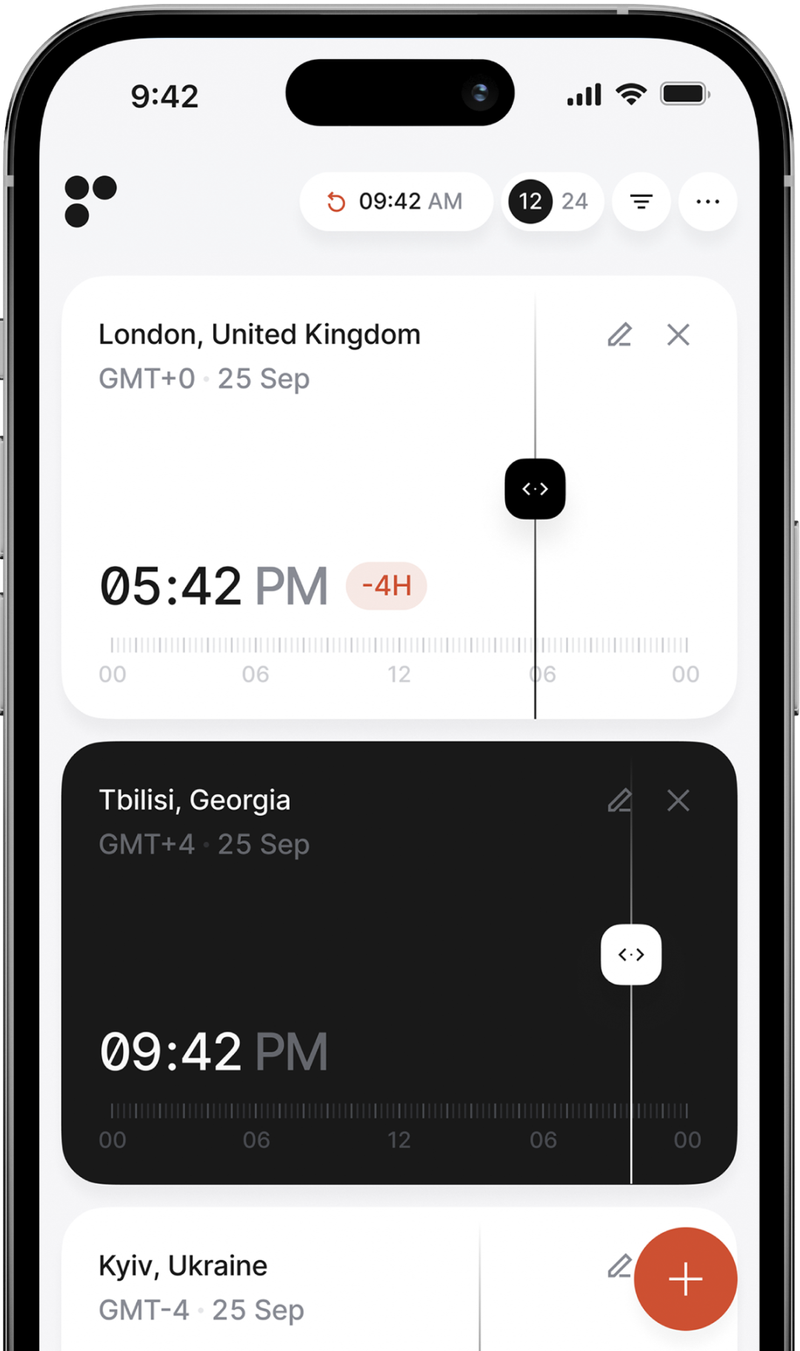 9:42
09:42 AM 12 24
London, United Kingdom
GMT+0 · 25 Sep
05:42 PM -4H
00 06 12 06 00
Tbilisi, Georgia
GMT+4 · 25 Sep
09:42 PM
00 06 12 06 00
Kyiv, Ukraine
GMT-4 · 25 Sep